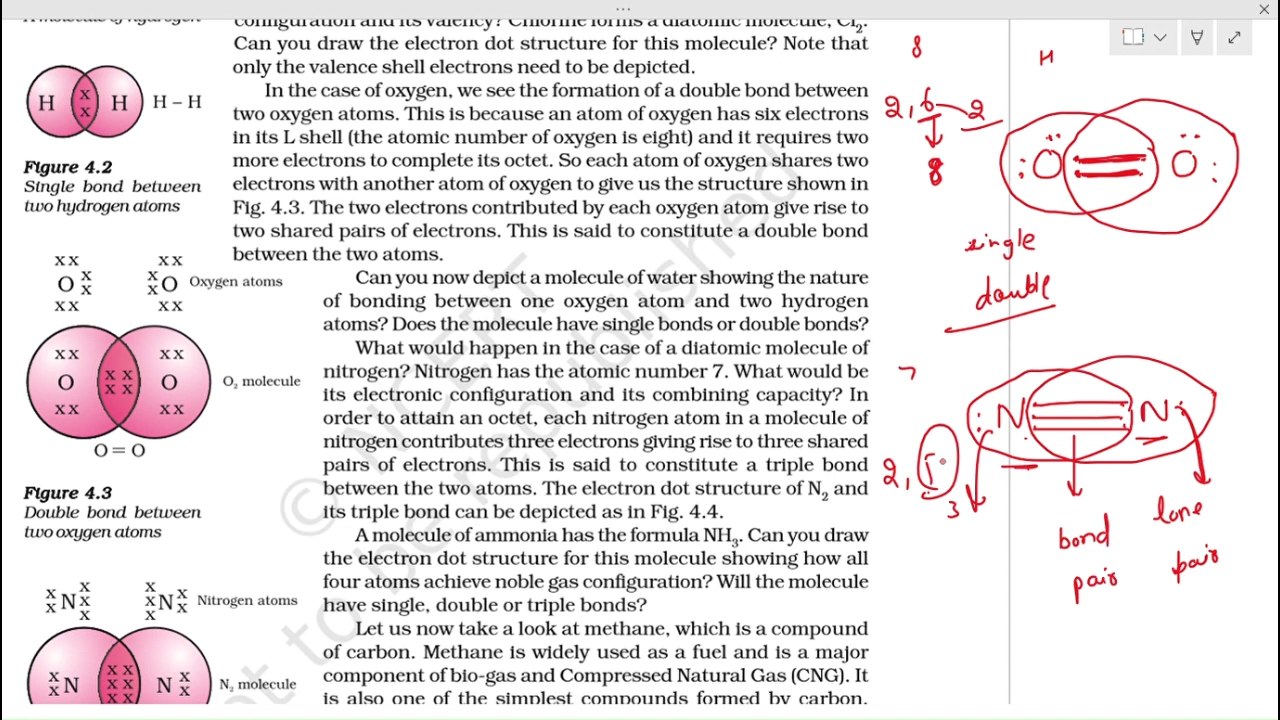 A molecule of hydrogen
H x x H H – H
Figure 4.2
Single bond between
two hydrogen atoms
xx xx
O x x x x O Oxygen atoms
xx xx
xx xx
O xx xx O O2 molecule
xx xx
O = O
Figure 4.3
Double bond between
two oxygen atoms
x x N x x x x x x N x x Nitrogen atoms
x x N x x x x x x N x x N2 molecule
configuration and its valency? Chlorine forms a diatomic molecule, Cl2.
Can you draw the electron dot structure for this molecule? Note that
only the valence shell electrons need to be depicted.
In the case of oxygen, we see the formation of a double bond between
two oxygen atoms. This is because an atom of oxygen has six electrons
in its L shell (the atomic number of oxygen is eight) and it requires two
more electrons to complete its octet. So each atom of oxygen shares two
electrons with another atom of oxygen to give us the structure shown in
Fig. 4.3. The two electrons contributed by each oxygen atom give rise to
two shared pairs of electrons. This is said to constitute a double bond
between the two atoms.
Can you now depict a molecule of water showing the nature
of bonding between one oxygen atom and two hydrogen
atoms? Does the molecule have single bonds or double bonds?
What would happen in the case of a diatomic molecule of
nitrogen? Nitrogen has the atomic number 7. What would be
its electronic configuration and its combining capacity? In
order to attain an octet, each nitrogen atom in a molecule of
nitrogen contributes three electrons giving rise to three shared
pairs of electrons. This is said to constitute a triple bond
between the two atoms. The electron dot structure of N2 and
its triple bond can be depicted as in Fig. 4.4.
A molecule of ammonia has the formula NH3. Can you draw
the electron dot structure for this molecule showing how all
four atoms achieve noble gas configuration? Will the molecule
have single, double or triple bonds?
Let us now take a look at methane, which is a compound
of carbon. Methane is widely used as a fuel and is a major
component of bio-gas and Compressed Natural Gas (CNG). It
is also one of the simplest compounds formed by carbon.
© NCERT
not to be republished
8
H
2, 6 – 2
8
:Ö = Ö:
single
double
7
:N ≡ N:
2, 5
3
bond
pair
lone
pair